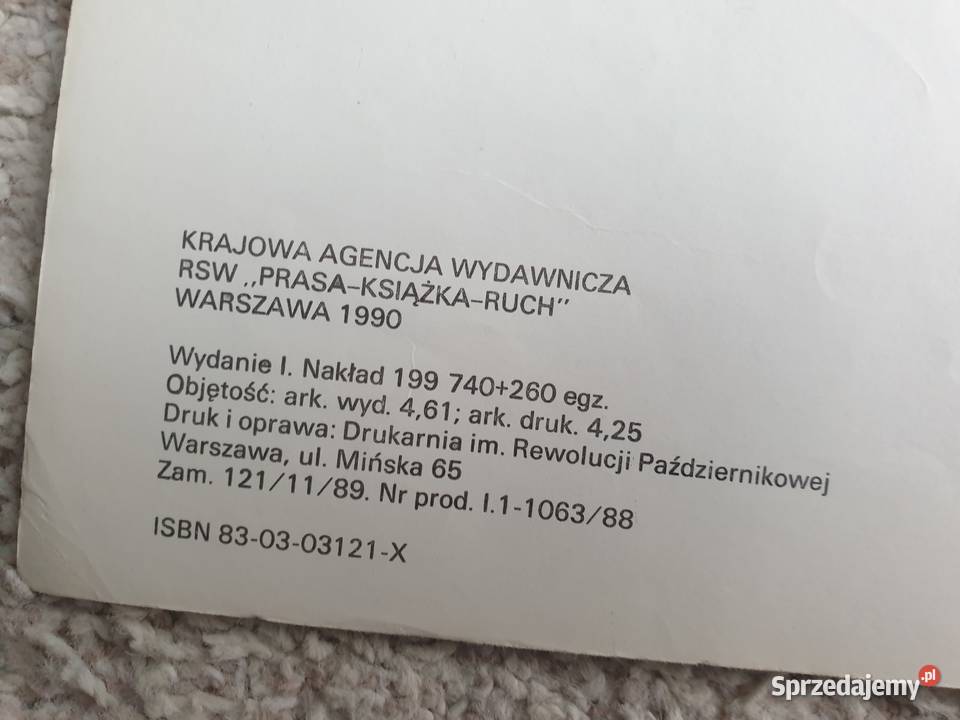 KRAJOWA AGENCJA WYDAWNICZA
RSW „PRASA–KSIĄŻKA–RUCH”
WARSZAWA 1990
Wydanie I. Nakład 199 740+260 egz.
Objętość: ark. wyd. 4,61; ark. druk. 4,25
Druk i oprawa: Drukarnia im. Rewolucji Październikowej
Warszawa, ul. Mińska 65
Zam. 121/11/89. Nr prod. I.1-1063/88
ISBN 83-03-03121-X
Sprzedajemy.pl